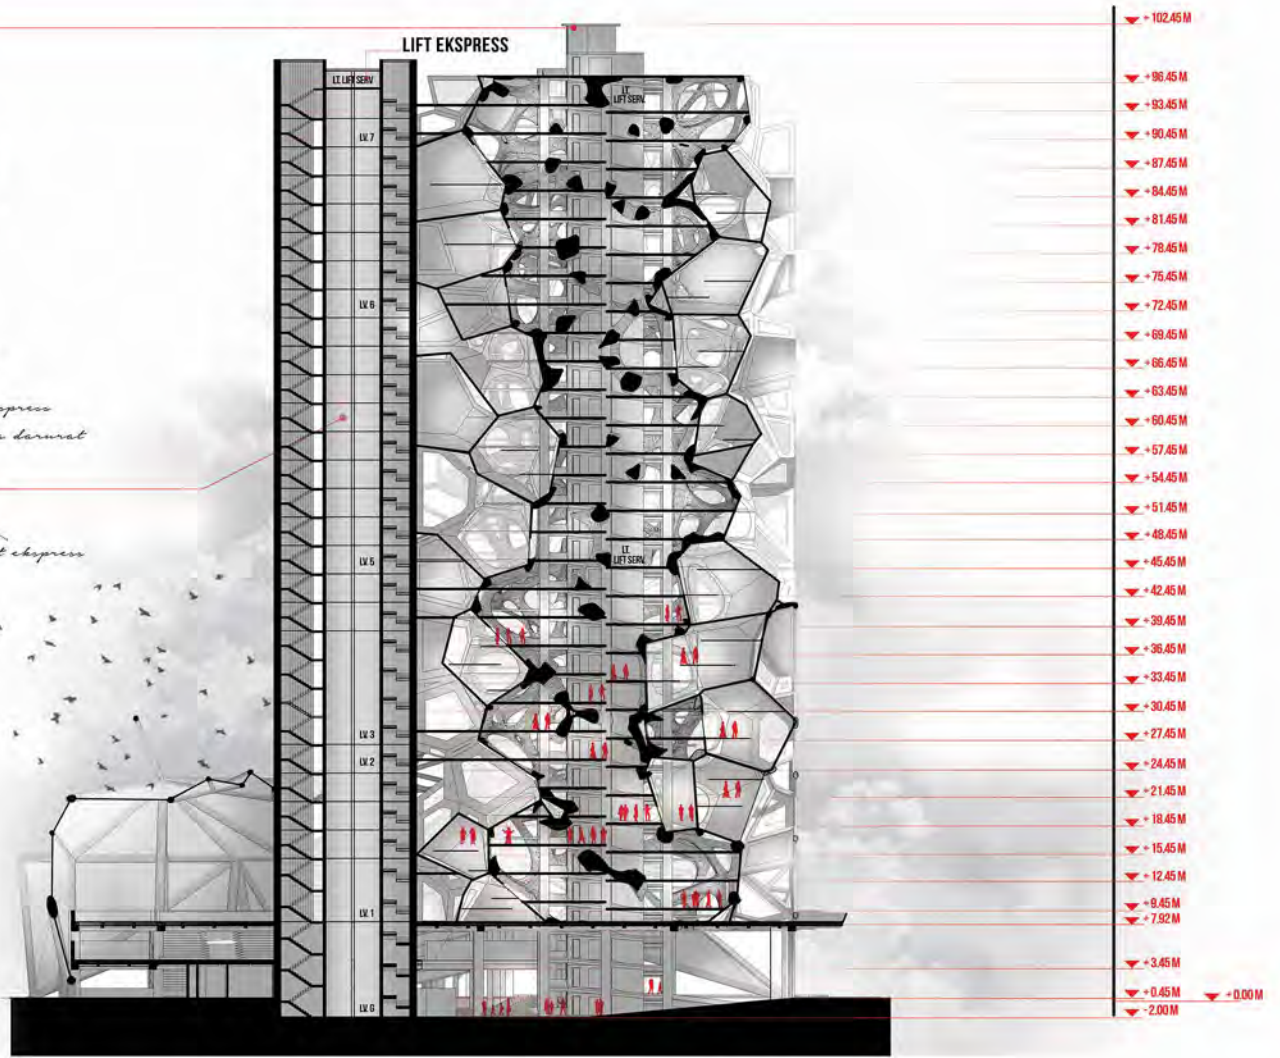 LIFT EKSPRESS
LT. LIFT SERV
LT.
LIFT SERV.
LV. 7
LV. 6
darurat
ekspress
LV. 5
LT.
LIFT SERV.
LV. 3
LV. 2
LV. 1
LV. G
+102.45 M
+96.45 M
+93.45 M
+90.45 M
+87.45 M
+84.45 M
+81.45 M
+78.45 M
+75.45 M
+72.45 M
+69.45 M
+66.45 M
+63.45 M
+60.45 M
+57.45 M
+54.45 M
+51.45 M
+48.45 M
+45.45 M
+42.45 M
+39.45 M
+36.45 M
+33.45 M
+30.45 M
+27.45 M
+24.45 M
+21.45 M
+18.45 M
+15.45 M
+12.45 M
+9.45 M
+7.92 M
+3.45 M
+0.45 M
+0.00 M
-2.00 M